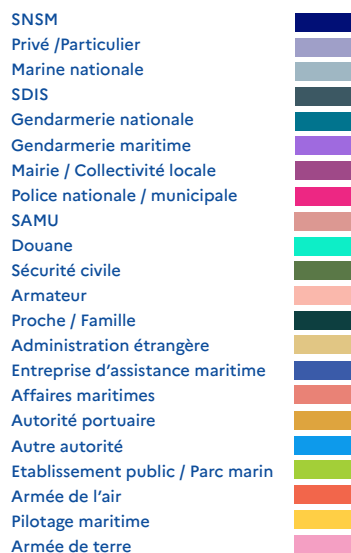 SNSM
Privé /Particulier
Marine nationale
SDIS
Gendarmerie nationale
Gendarmerie maritime
Mairie / Collectivité locale
Police nationale / municipale
SAMU
Douane
Sécurité civile
Armateur
Proche / Famille
Administration étrangère
Entreprise d’assistance maritime
Affaires maritimes
Autorité portuaire
Autre autorité
Etablissement public / Parc marin
Armée de l’air
Pilotage maritime
Armée de terre